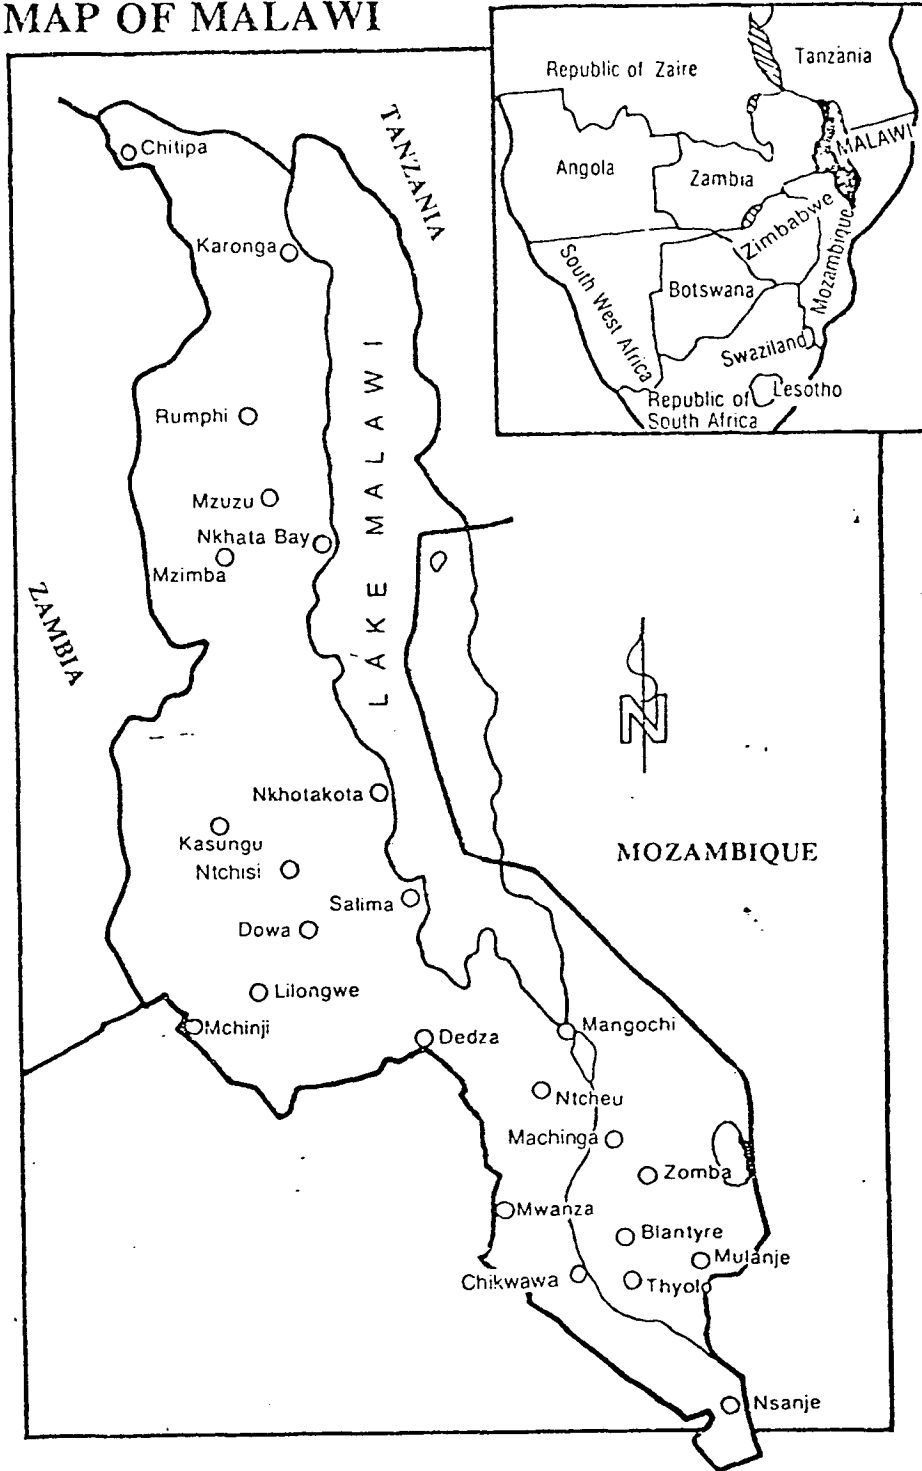 MAP OF MALAWI
Republic of Zaire
Tanzania
MALAWI
Angola
Zambia
Zimbabwe
Mozambique
South West Africa
Botswana
Swaziland
Lesotho
Republic of
South Africa
TANZANIA
Chitipa
Karonga
LAKE MALAWI
Rumphi
Mzuzu
Nkhata Bay
Mzimba
ZAMBIA
N
Nkhotakota
Kasungu
Ntchisi
MOZAMBIQUE
Salima
Dowa
Lilongwe
Mchinji
Dedza
Mangochi
Ntcheu
Machinga
Zomba
Mwanza
Blantyre
Mulanje
Chikwawa
Thyolo
Nsanje